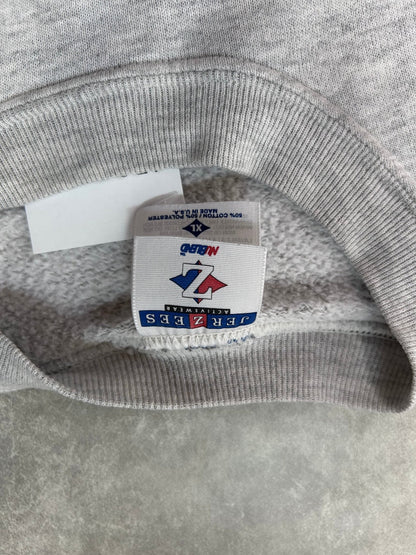 JERZEES
ACTIVEWEAR
Z
NUBLEND
XL
50% COTTON / 50% POLYESTER
MADE IN U.S.A.